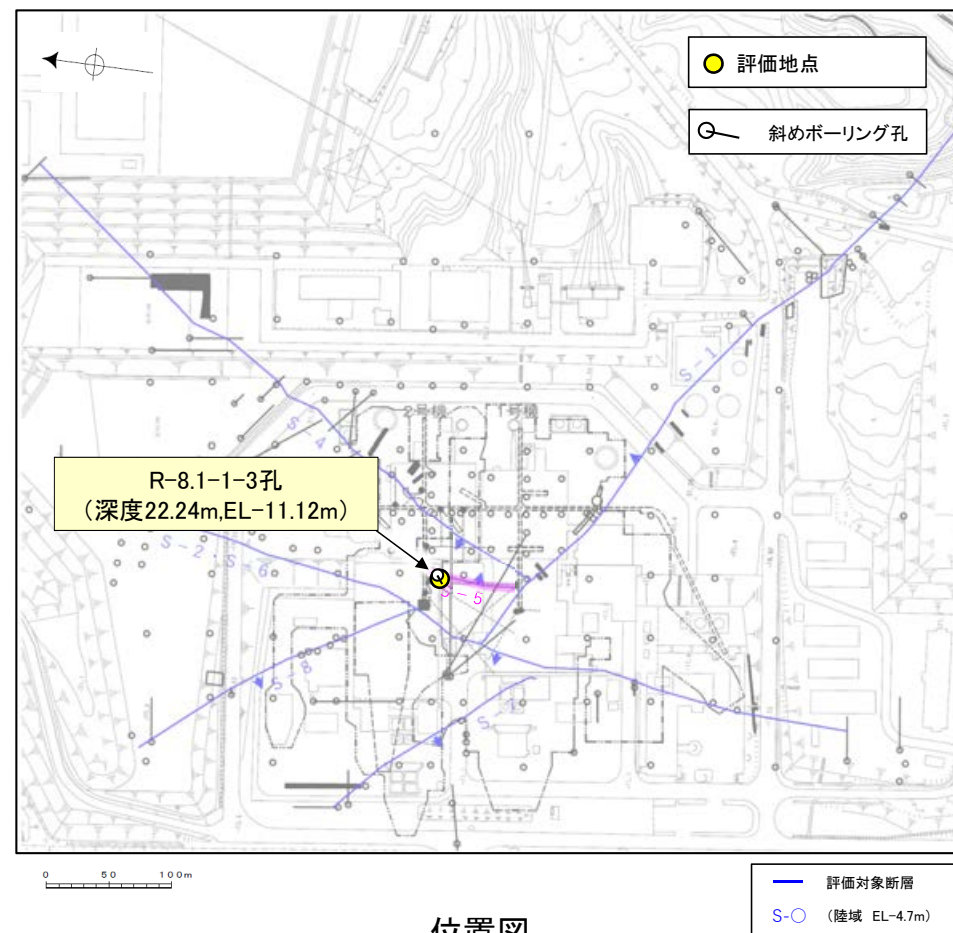 評価地点
斜めボーリング孔
S-1
2号機
1号機
S-4
R-8.1-1-3孔
(深度22.24m,EL-11.12m)
S-2・S-6
S-5
S-8
S-7
0 50 100m
評価対象断層
S-○ (陸域 EL-4.7m)
位置図